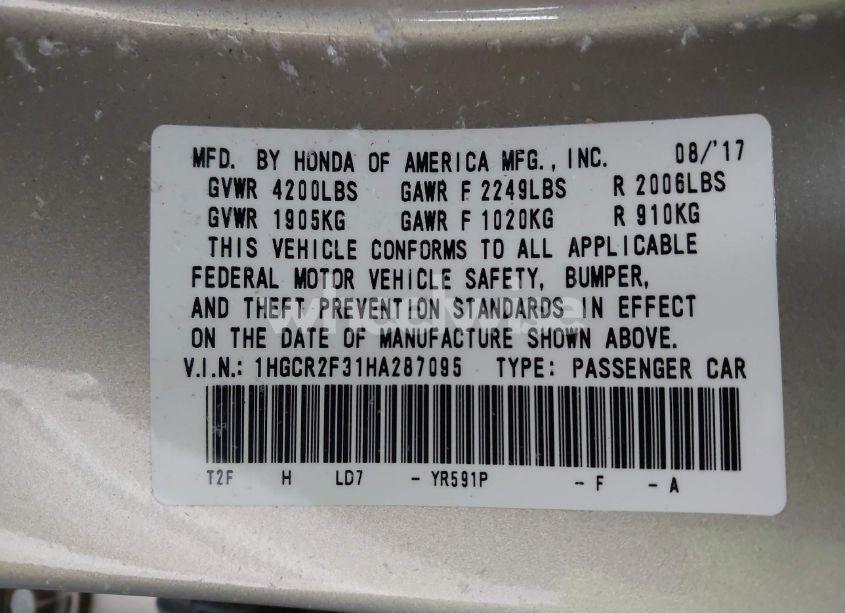 MFD. BY HONDA OF AMERICA MFG., INC. 08/'17
GVWR 4200LBS GAWR F 2249LBS R 2006LBS
GVWR 1905KG GAWR F 1020KG R 910KG
THIS VEHICLE CONFORMS TO ALL APPLICABLE
FEDERAL MOTOR VEHICLE SAFETY, BUMPER,
AND THEFT PREVENTION STANDARDS IN EFFECT
ON THE DATE OF MANUFACTURE SHOWN ABOVE.
V.I.N.: 1HGCR2F31HA287095 TYPE: PASSENGER CAR
T2F H LD7 - YR591P - F - A
wheelwise